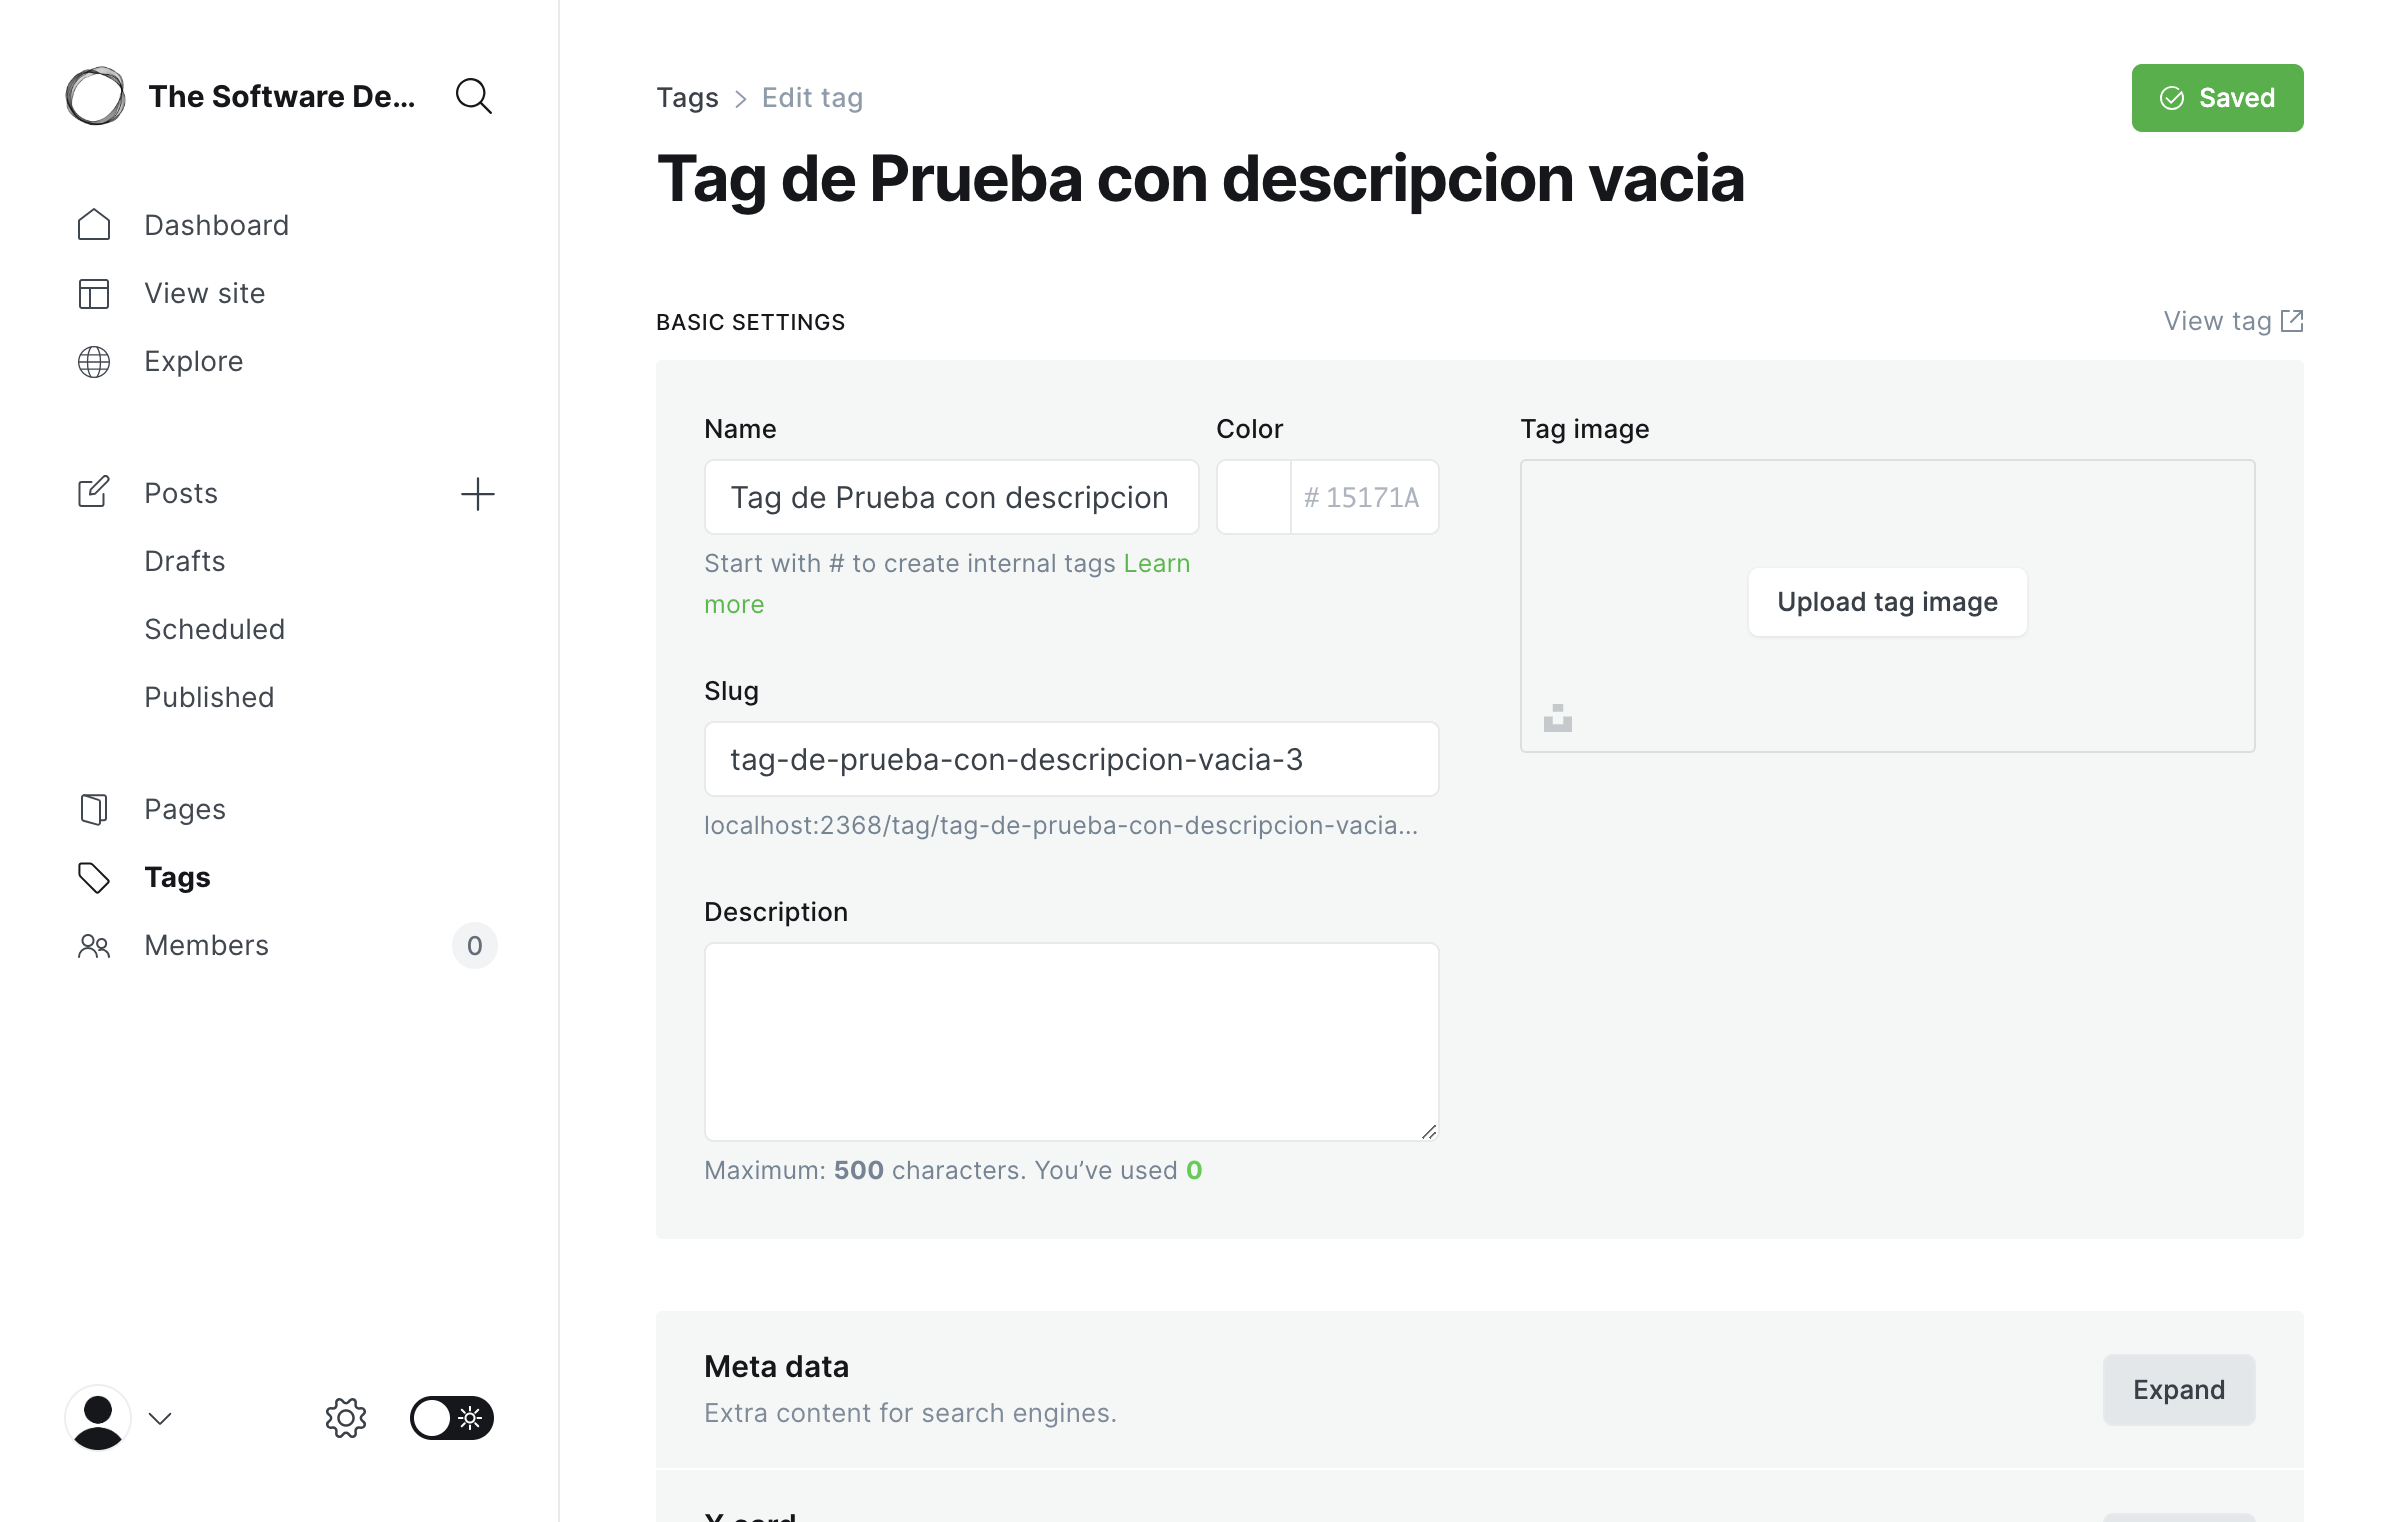 The Software De...
Dashboard
View site
Explore
Posts
Drafts
Scheduled
Published
Pages
Tags
Members
0
Tags > Edit tag
Saved
Tag de Prueba con descripcion vacia
BASIC SETTINGS
View tag
Name
Tag de Prueba con descripcion
Start with # to create internal tags Learn
more
Color
# 15171A
Tag image
Upload tag image
Slug
tag-de-prueba-con-descripcion-vacia-3
localhost:2368/tag/tag-de-prueba-con-descripcion-vacia...
Description
Maximum: 500 characters. You’ve used 0
Meta data
Extra content for search engines.
Expand
X card